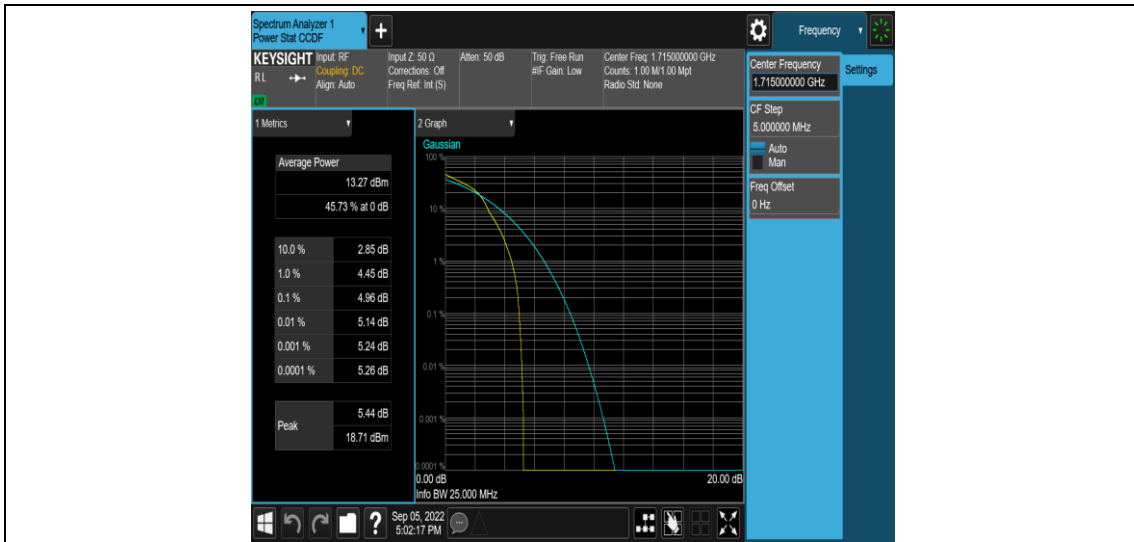 Spectrum Analyzer 1
Power Stat CCDF
Frequency
KEYSIGHT
RL
Input: RF
Coupling: DC
Align: Auto
Input Z: 50 Ω
Corrections: Off
Freq Ref: Int (S)
Atten: 50 dB
Trig: Free Run
#IF Gain: Low
Center Freq: 1.715000000 GHz
Counts: 1.00 M/1.00 Mpt
Radio Std: None
Center Frequency
1.715000000 GHz
Settings
CF Step
5.000000 MHz
Auto
Man
Freq Offset
0 Hz
1 Metrics
Average Power
13.27 dBm
45.73 % at 0 dB
10.0 % 2.85 dB
1.0 % 4.45 dB
0.1 % 4.96 dB
0.01 % 5.14 dB
0.001 % 5.24 dB
0.0001 % 5.26 dB
Peak
5.44 dB
18.71 dBm
2 Graph
Gaussian
100 %
10 %
1 %
0.1 %
0.01 %
0.001 %
0.0001 %
0.00 dB 20.00 dB
Info BW 25.000 MHz
?
Sep 05, 2022
5:02:17 PM